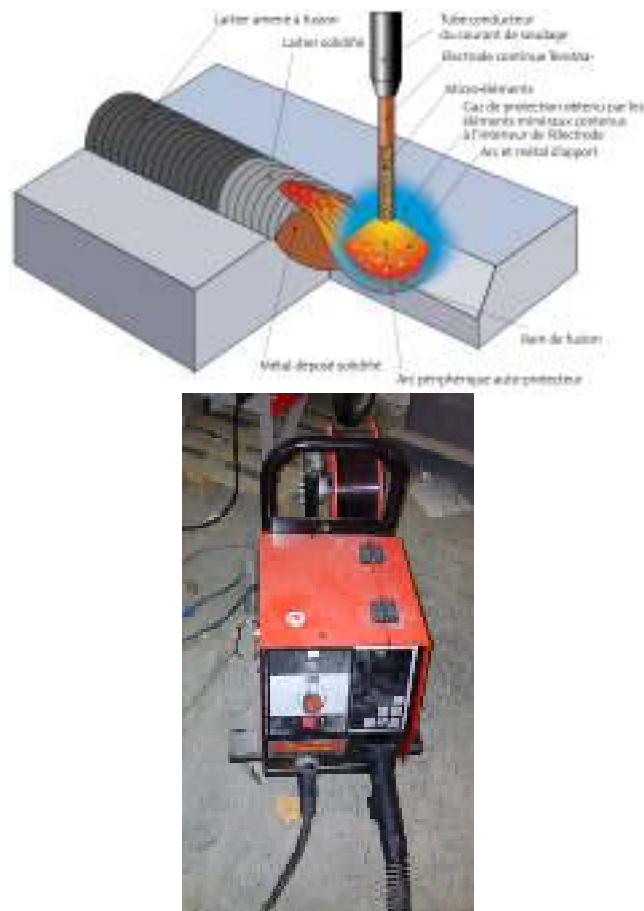 Laitier amené à fusion
Laitier solidifié
Tube conducteur
du courant de soudage
Électrode continue
Micro-éléments
Gaz de protection obtenu par les
éléments minéraux contenus
à l'intérieur de l'électrode
Arc et métal d'apport
Bain de fusion
Métal déposé solidifié
Arc périphérique auto-protecteur